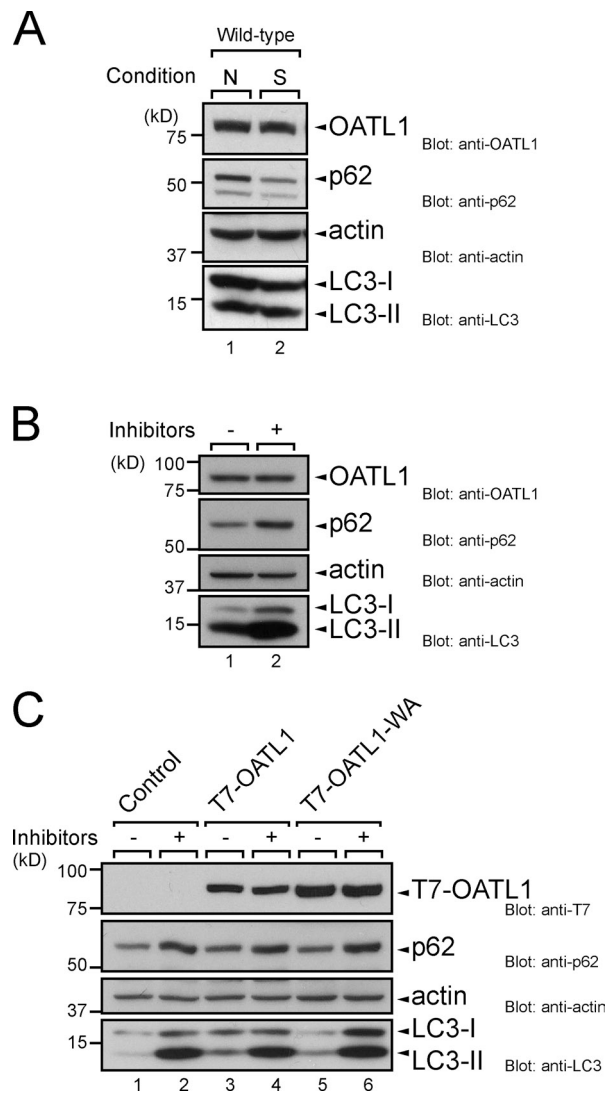 A
Wild-type
Condition N S
(kD)
75
OATL1
Blot: anti-OATL1
50
p62
Blot: anti-p62
actin
37
Blot: anti-actin
LC3-I
15
LC3-II
Blot: anti-LC3
1 2
B
Inhibitors - +
(kD)
100
OATL1
75
Blot: anti-OATL1
p62
50
Blot: anti-p62
actin
37
Blot: anti-actin
LC3-I
15
LC3-II
Blot: anti-LC3
1 2
C
Control T7-OATL1 T7-OATL1-WA
Inhibitors - + - + - +
(kD)
100
T7-OATL1
75
Blot: anti-T7
p62
50
Blot: anti-p62
actin
37
Blot: anti-actin
LC3-I
15
LC3-II
Blot: anti-LC3
1 2 3 4 5 6